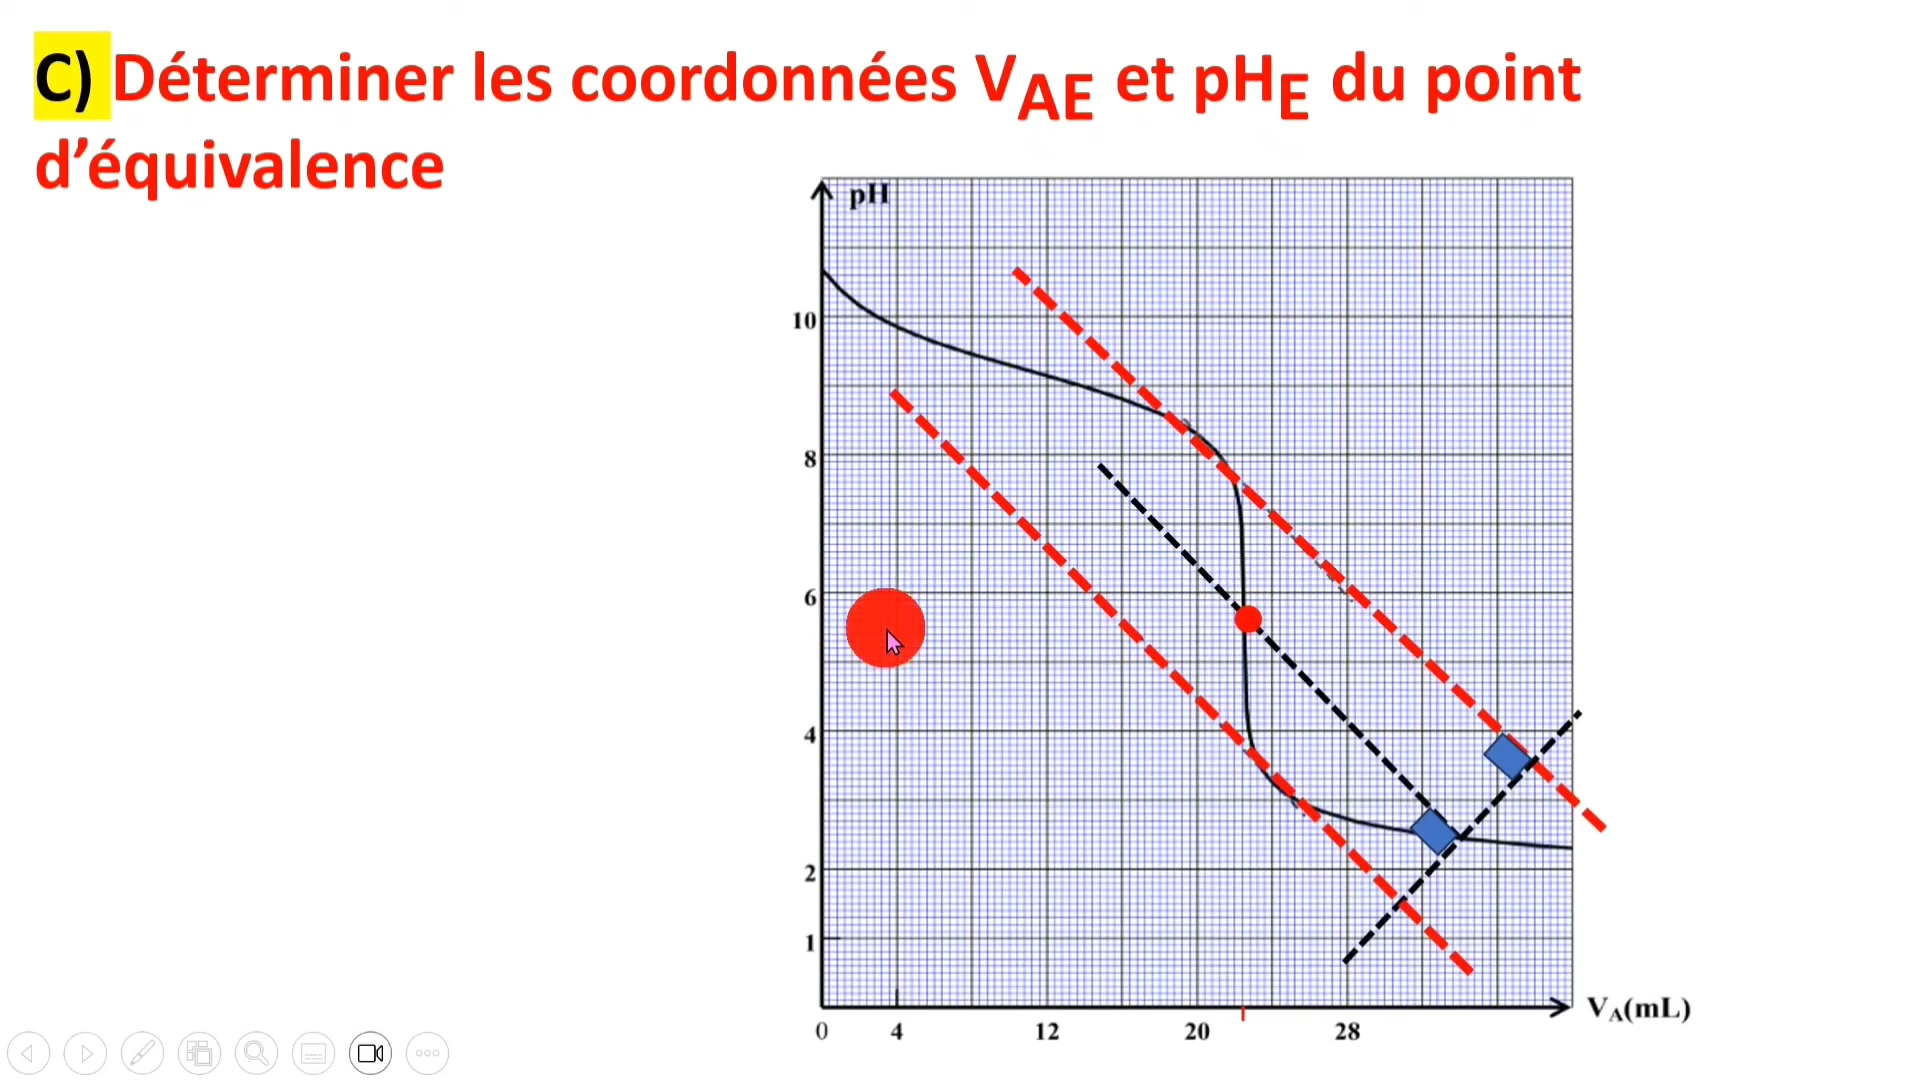 C) Déterminer les coordonnées VAE et pHE du point
d’équivalence
pH
10
8
6
4
2
1
0 4 12 20 28
VA(mL)